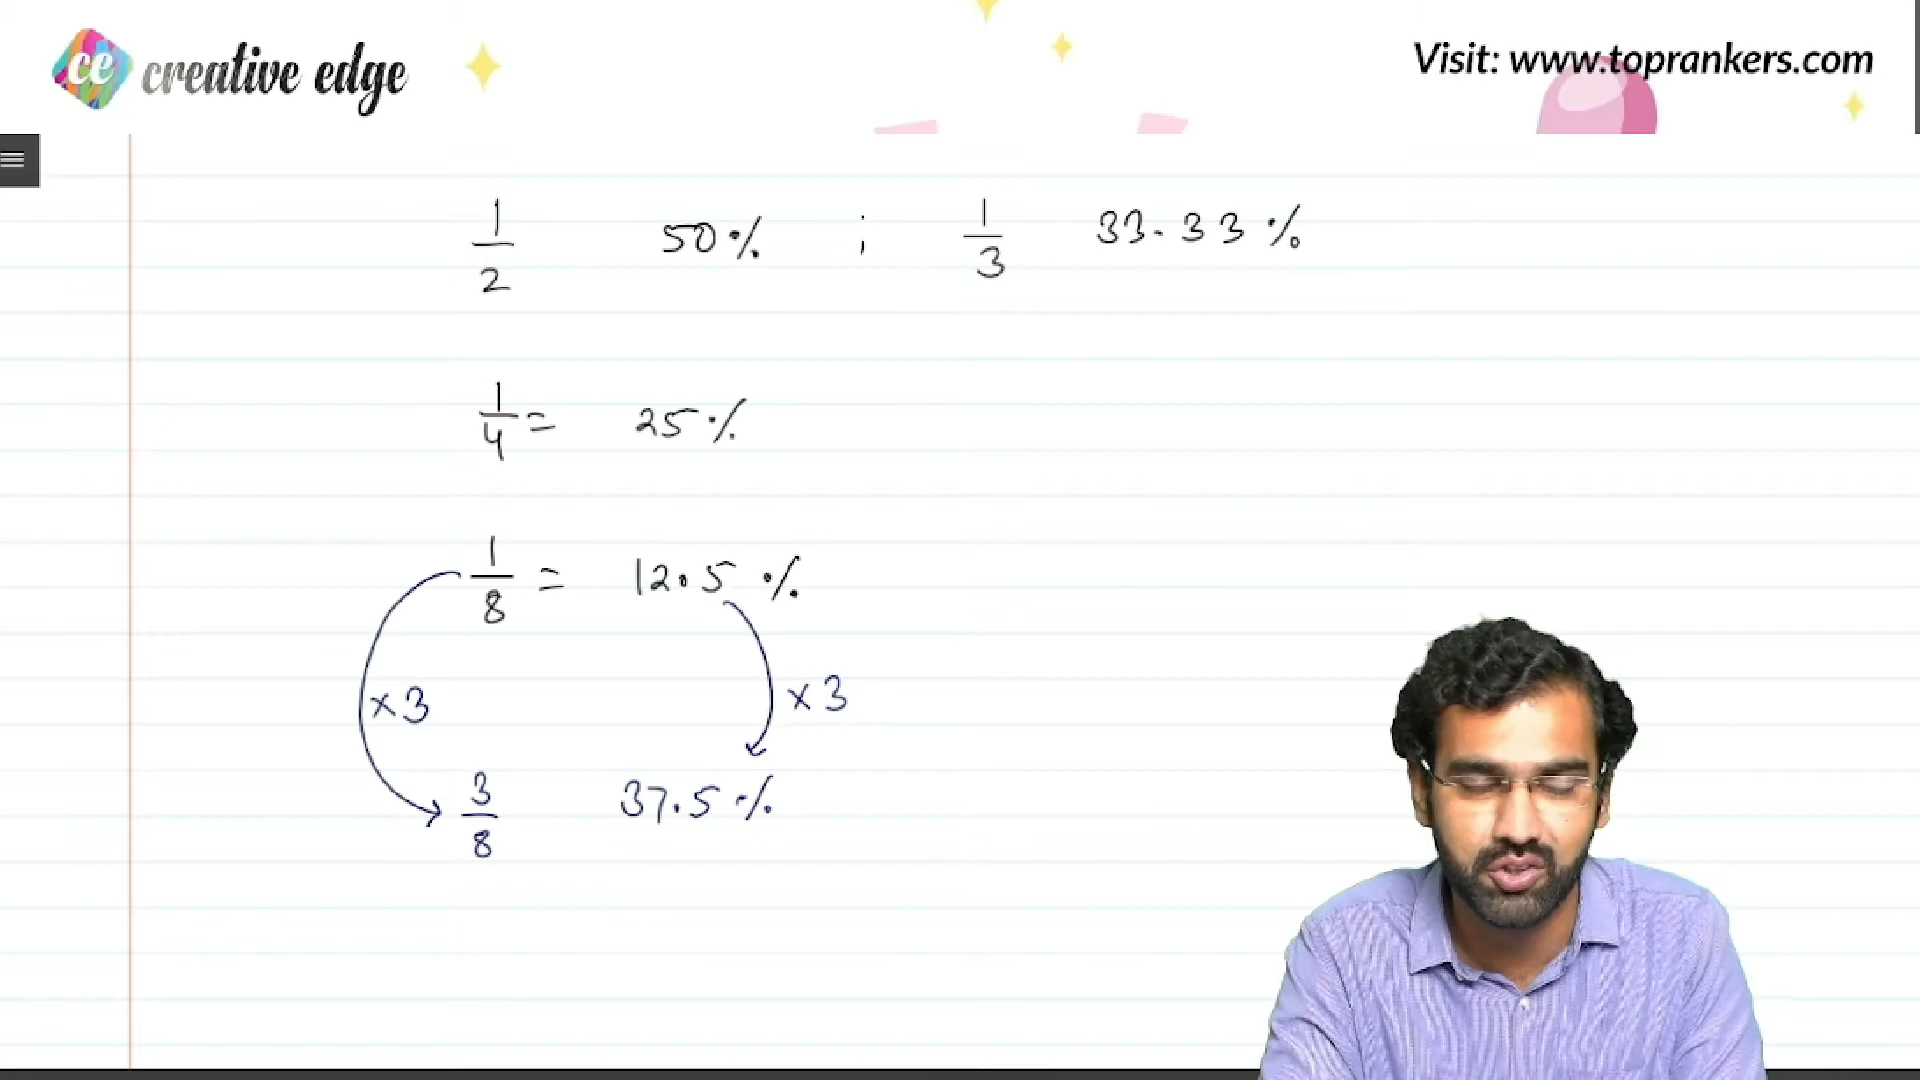 ce creative edge
Visit: www.toprankers.com
1/2 50% ; 1/3 33.33%
1/4 = 25%
1/8 = 12.5%
×3 ×3
3/8 37.5%